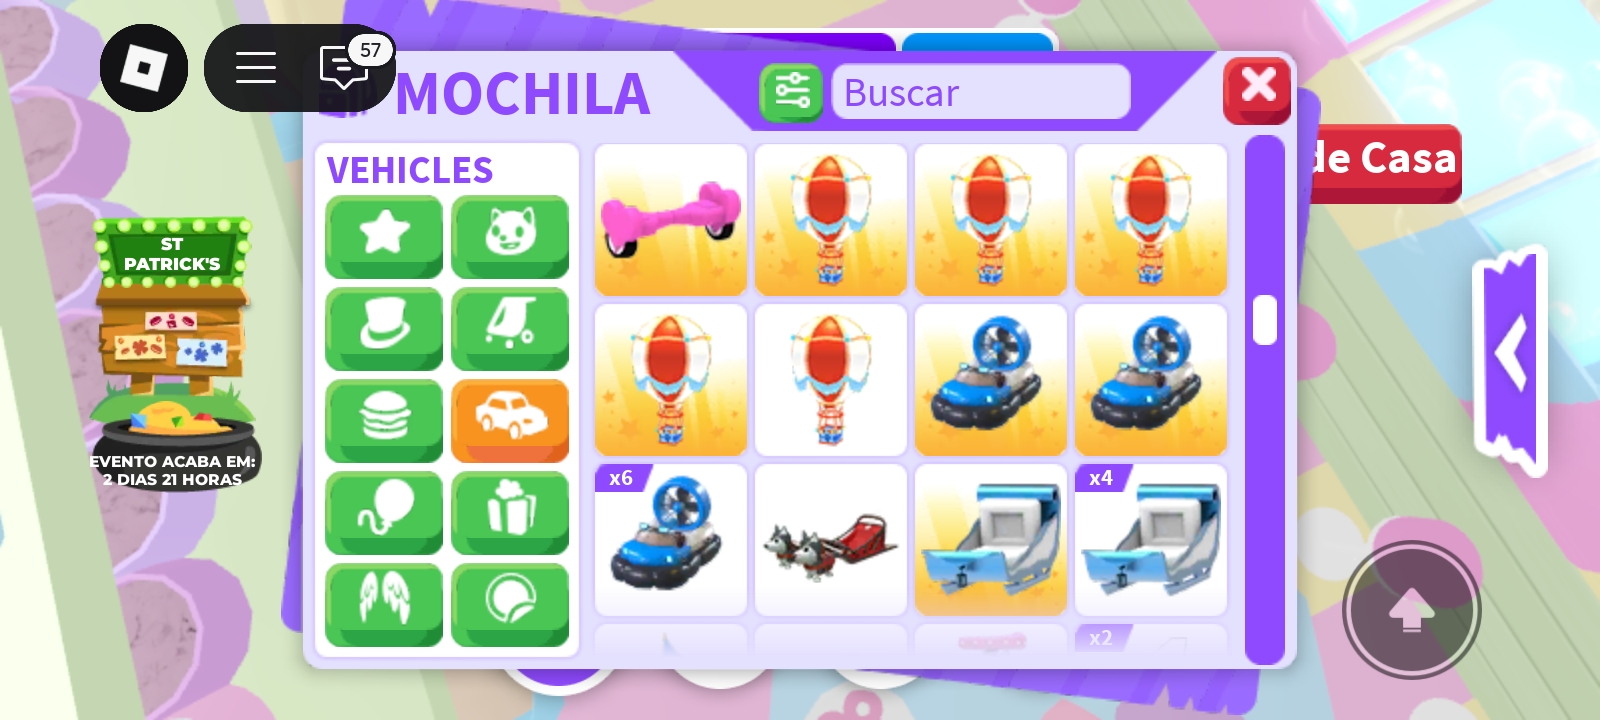 57
MOCHILA
Buscar
de Casa
VEHICLES
ST
PATRICK'S
EVENTO ACABA EM:
2 DIAS 21 HORAS
x6
x4
x2